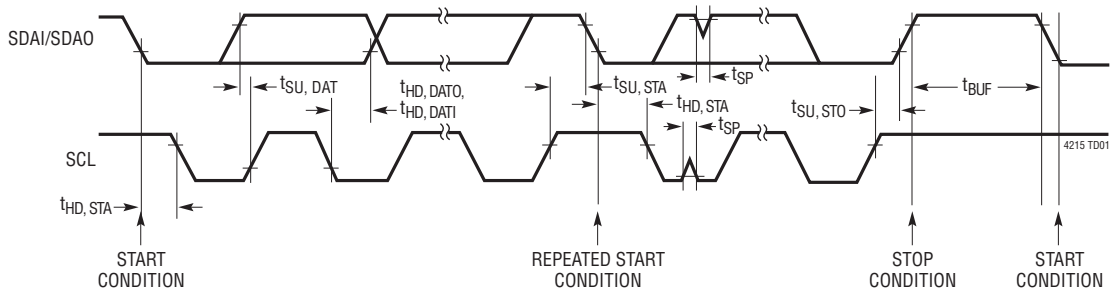 SDAI/SDAO
tSU, DAT
tHD, DATO,
tHD, DATI
tSU, STA
tHD, STA
tSP
tSP
tSU, STO
tBUF
4215 TD01
SCL
tHD, STA
START
CONDITION
REPEATED START
CONDITION
STOP
CONDITION
START
CONDITION